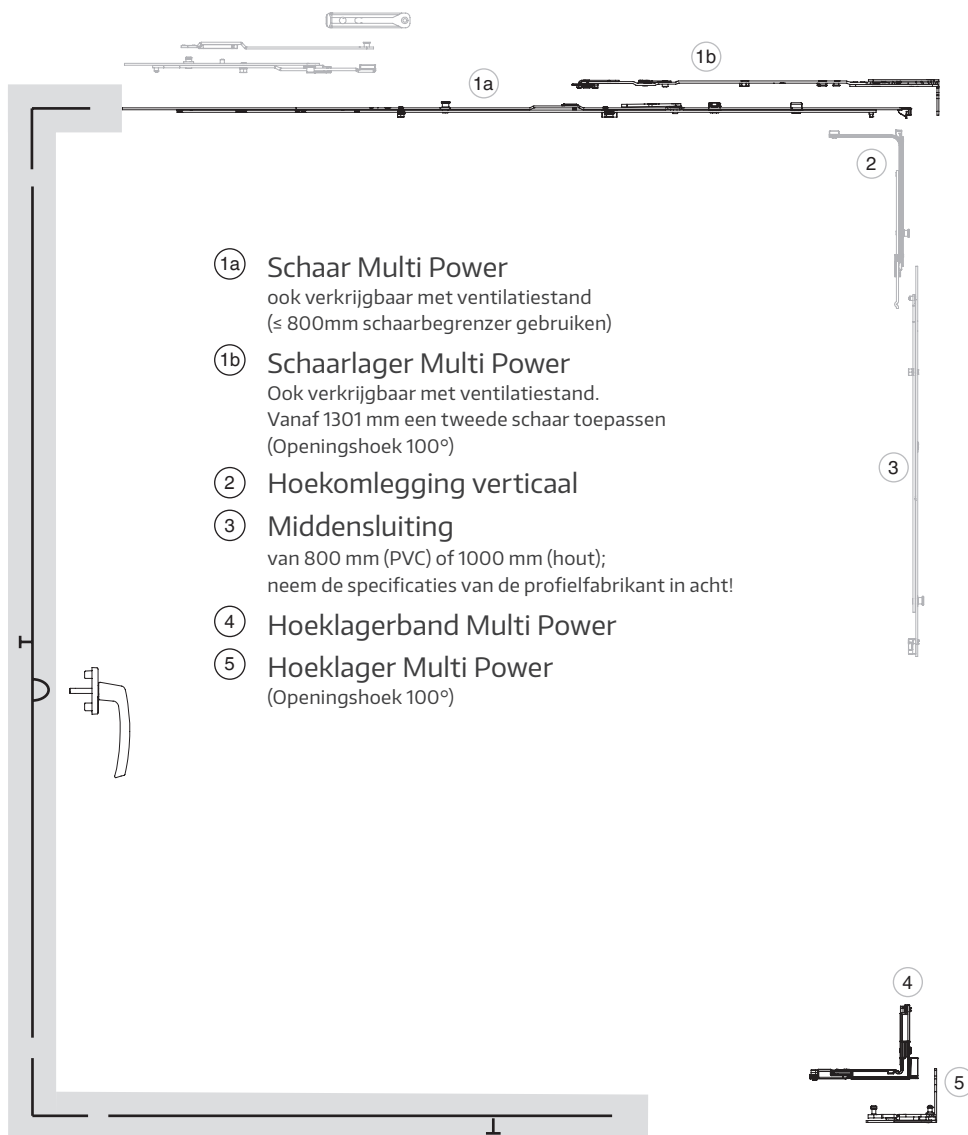 1a
1b
2
1a Schaar Multi Power
ook verkrijgbaar met ventilatiestand
(≤ 800mm schaarbegrenzer gebruiken)
1b Schaarlager Multi Power
Ook verkrijgbaar met ventilatiestand.
Vanaf 1301 mm een tweede schaar toepassen
(Openingshoek 100°)
2 Hoekomlegging verticaal
3 Middensluiting
van 800 mm (PVC) of 1000 mm (hout);
neem de specificaties van de profielfabrikant in acht!
4 Hoeklagerband Multi Power
5 Hoeklager Multi Power
(Openingshoek 100°)
3
4
5